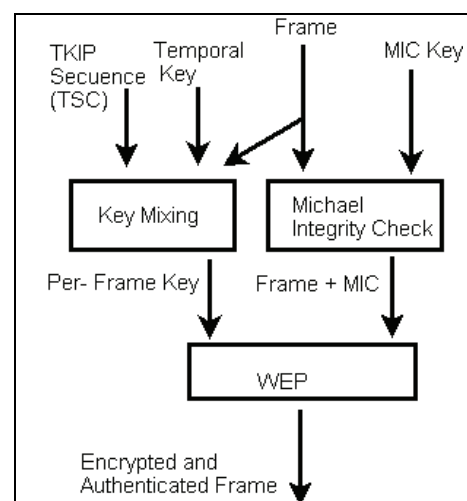 TKIP
Secuence
(TSC)
Temporal
Key
Frame
MIC Key
Key Mixing
Michael
Integrity Check
Per- Frame Key
Frame + MIC
WEP
Encrypted and
Authenticated Frame